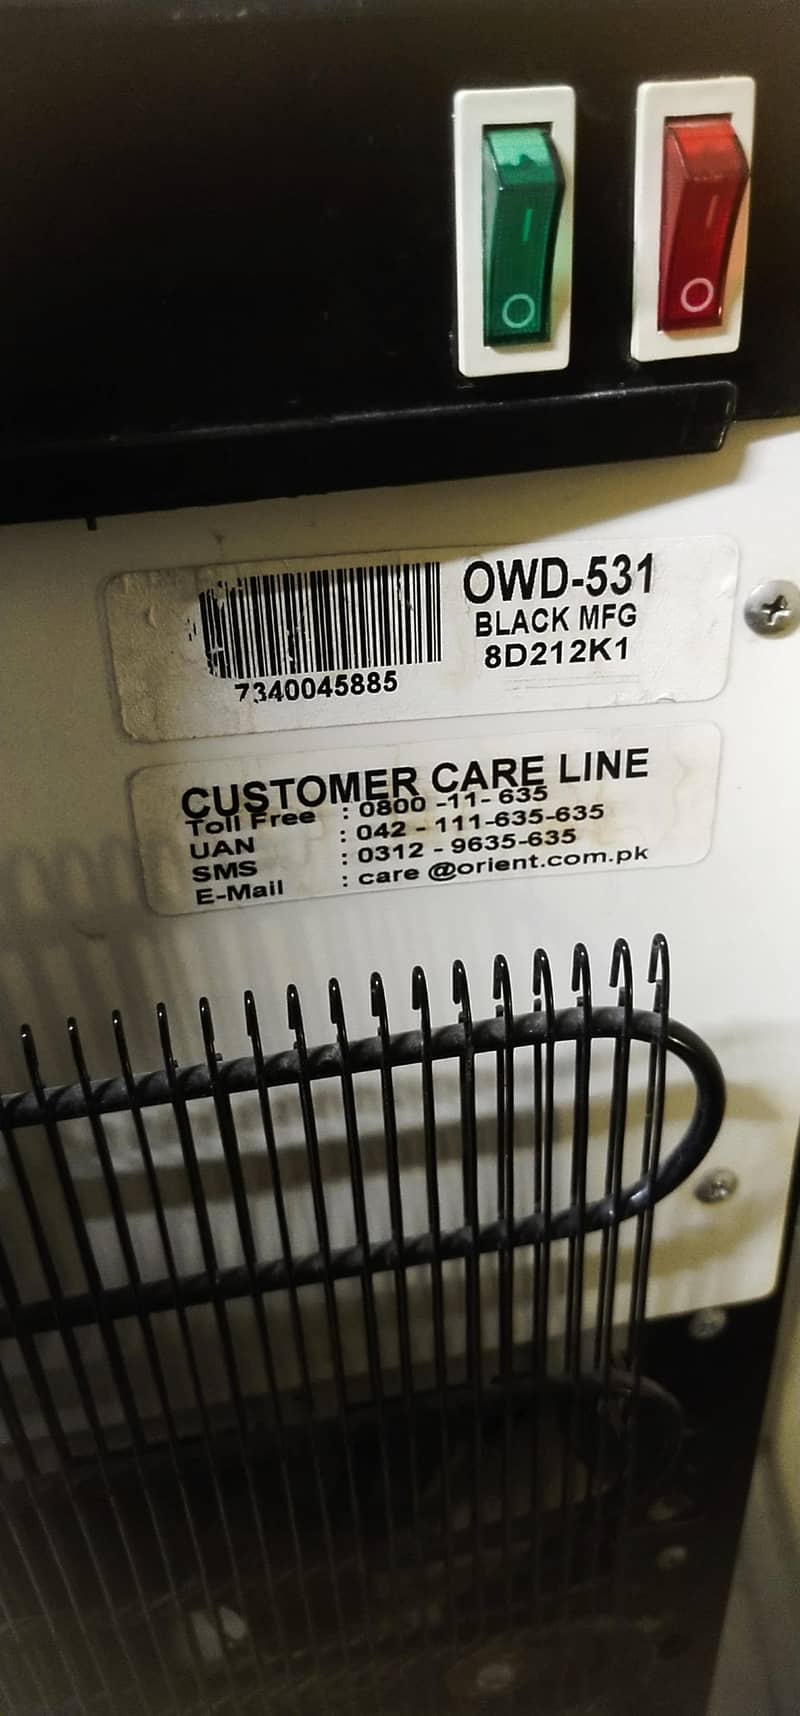 OWD-531
BLACK MFG
8D212K1
7340045885
CUSTOMER CARE LINE
Toll Free : 0800 -11- 635
UAN : 042 - 111-635-635
SMS : 0312 - 9635-635
E-Mail : care @orient.com.pk